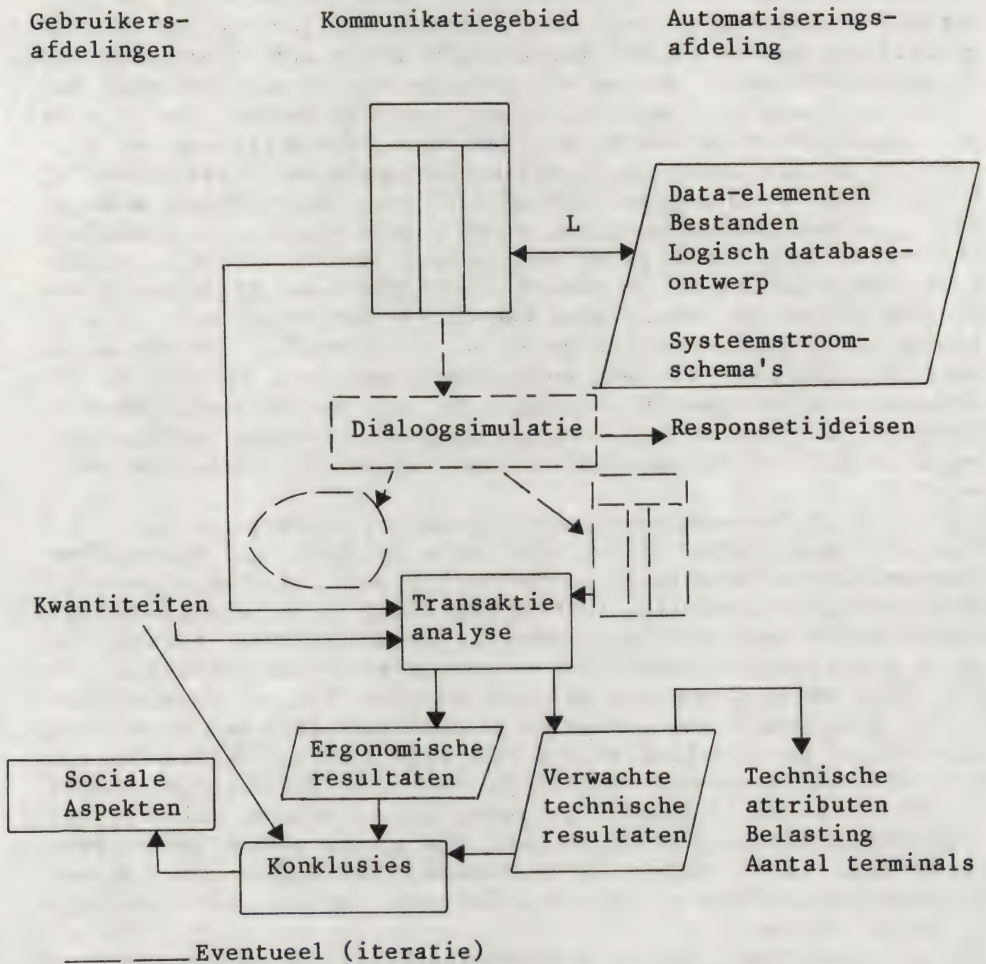 Gebruikers-
afdelingen
Kommunikatiegebied
Automatiserings-
afdeling
L
Data-elementen
Bestanden
Logisch database-
ontwerp
Systeemstroom-
schema's
Dialoogsimulatie
Responsetijdeisen
Kwantiteiten
Transaktie
analyse
Ergonomische
resultaten
Verwachte
technische
resultaten
Technische
attributen
Belasting
Aantal terminals
Sociale
Aspekten
Konklusies
Eventueel (iteratie)